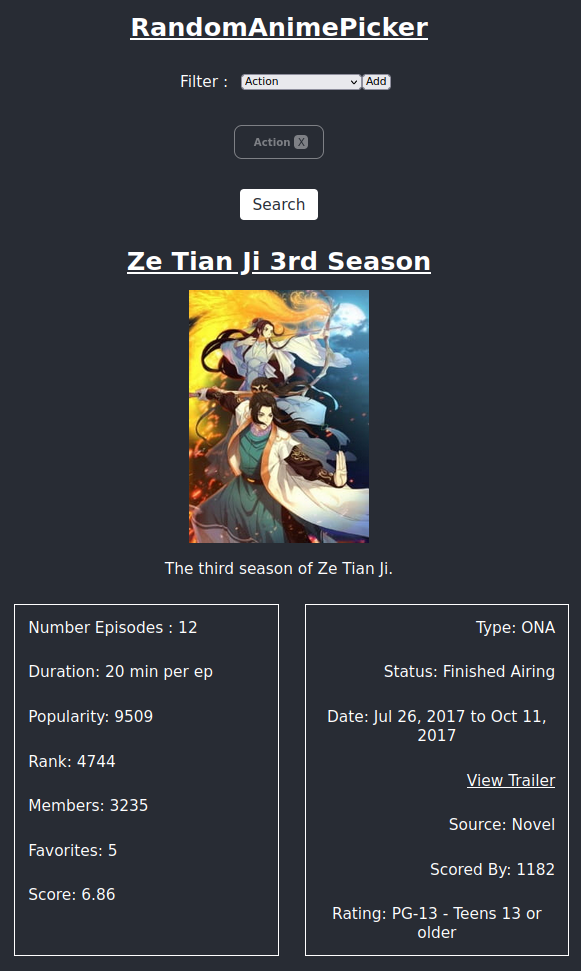 RandomAnimePicker
Filter :
Action
Add
Action X
Search
Ze Tian Ji 3rd Season
The third season of Ze Tian Ji.
Number Episodes : 12
Duration: 20 min per ep
Popularity: 9509
Rank: 4744
Members: 3235
Favorites: 5
Score: 6.86
Type: ONA
Status: Finished Airing
Date: Jul 26, 2017 to Oct 11,
2017
View Trailer
Source: Novel
Scored By: 1182
Rating: PG-13 - Teens 13 or
older